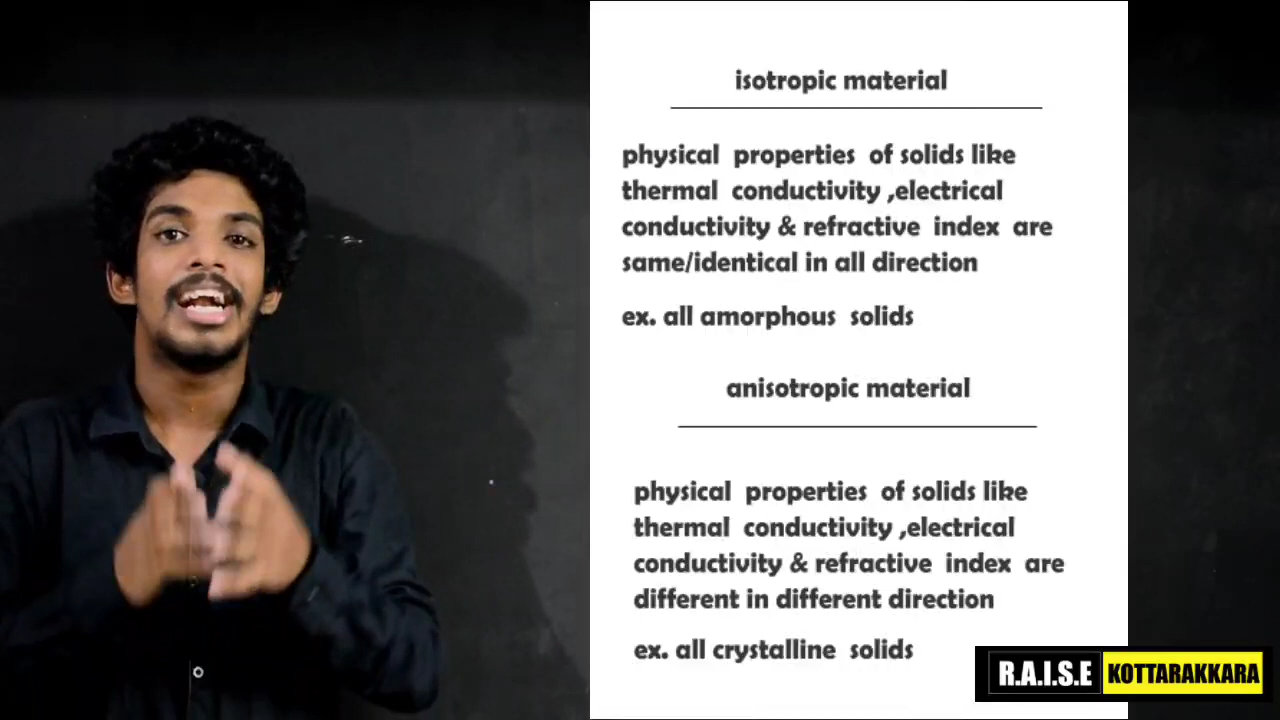 isotropic material
physical properties of solids like
thermal conductivity ,electrical
conductivity & refractive index are
same/identical in all direction
ex. all amorphous solids
anisotropic material
physical properties of solids like
thermal conductivity ,electrical
conductivity & refractive index are
different in different direction
ex. all crystalline solids
R.A.I.S.E KOTTARAKKARA